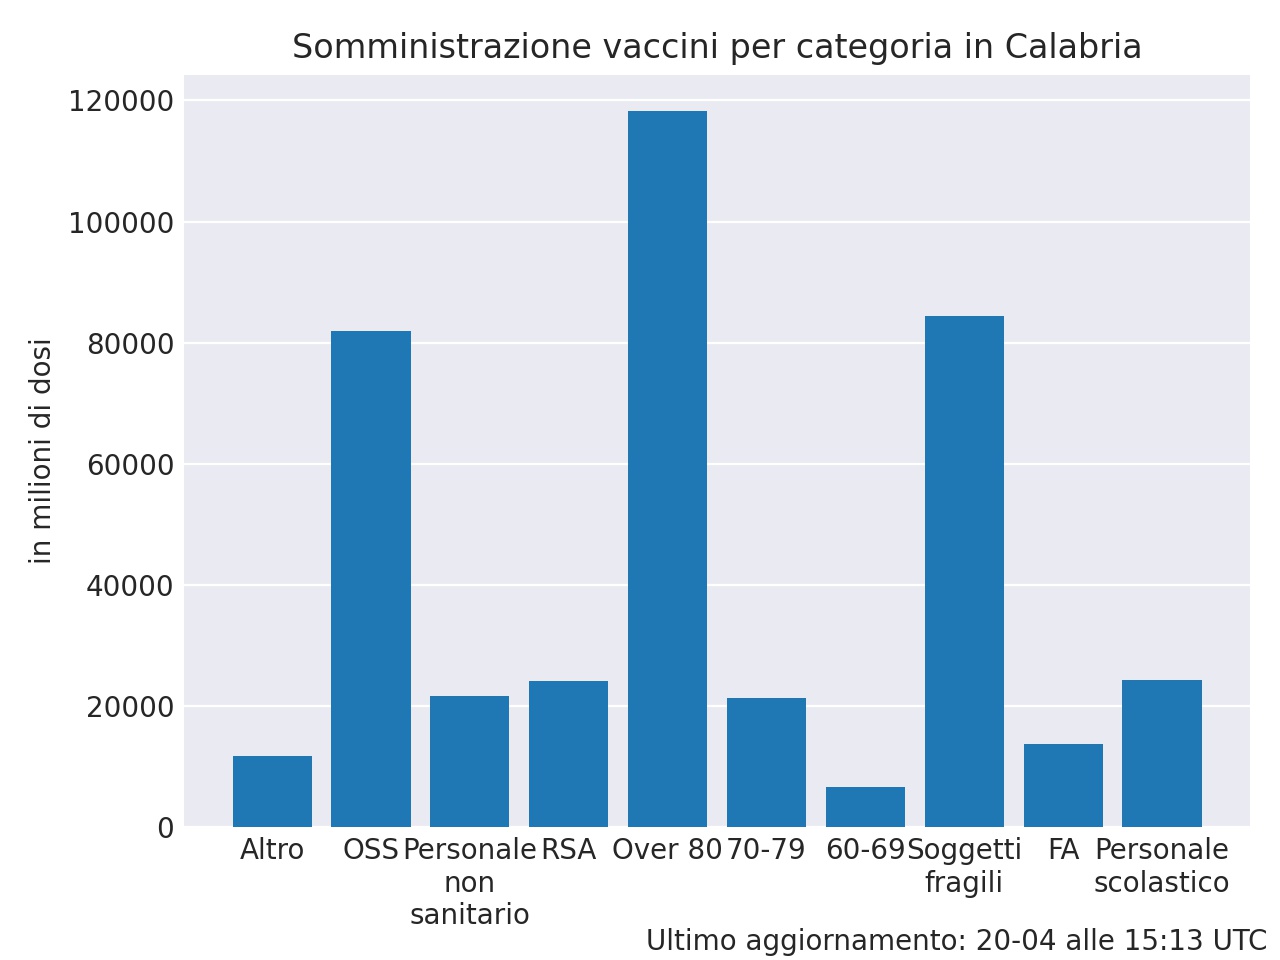 Somministrazione vaccini per categoria in Calabria
120000
100000
80000
60000
40000
20000
0
in milioni di dosi
Altro OSS Personale non sanitario RSA Over 80 70-79 60-69 Soggetti fragili FA Personale scolastico
Ultimo aggiornamento: 20-04 alle 15:13 UTC